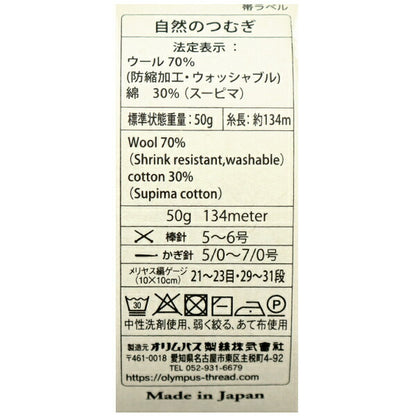 帯ラベル
自然のつむぎ
法定表示：
ウール 70%
(防縮加工・ウォッシャブル)
綿 30% (スーピマ)
標準状態重量：50g 糸長：約134m
Wool 70%
(Shrink resistant,washable)
cotton 30%
(Supima cotton)
50g 134meter
棒針 5〜6号
かぎ針 5/0〜7/0号
メリヤス編ゲージ
(10×10cm) 21〜23目・29〜31段
30
中性洗剤使用、弱く絞る、あて布使用
製造元 オリムパス製絲株式会社
〒461-0018 愛知県名古屋市東区主税町4-92
TEL 052-931-6679
https://olympus-thread.com
Made in Japan